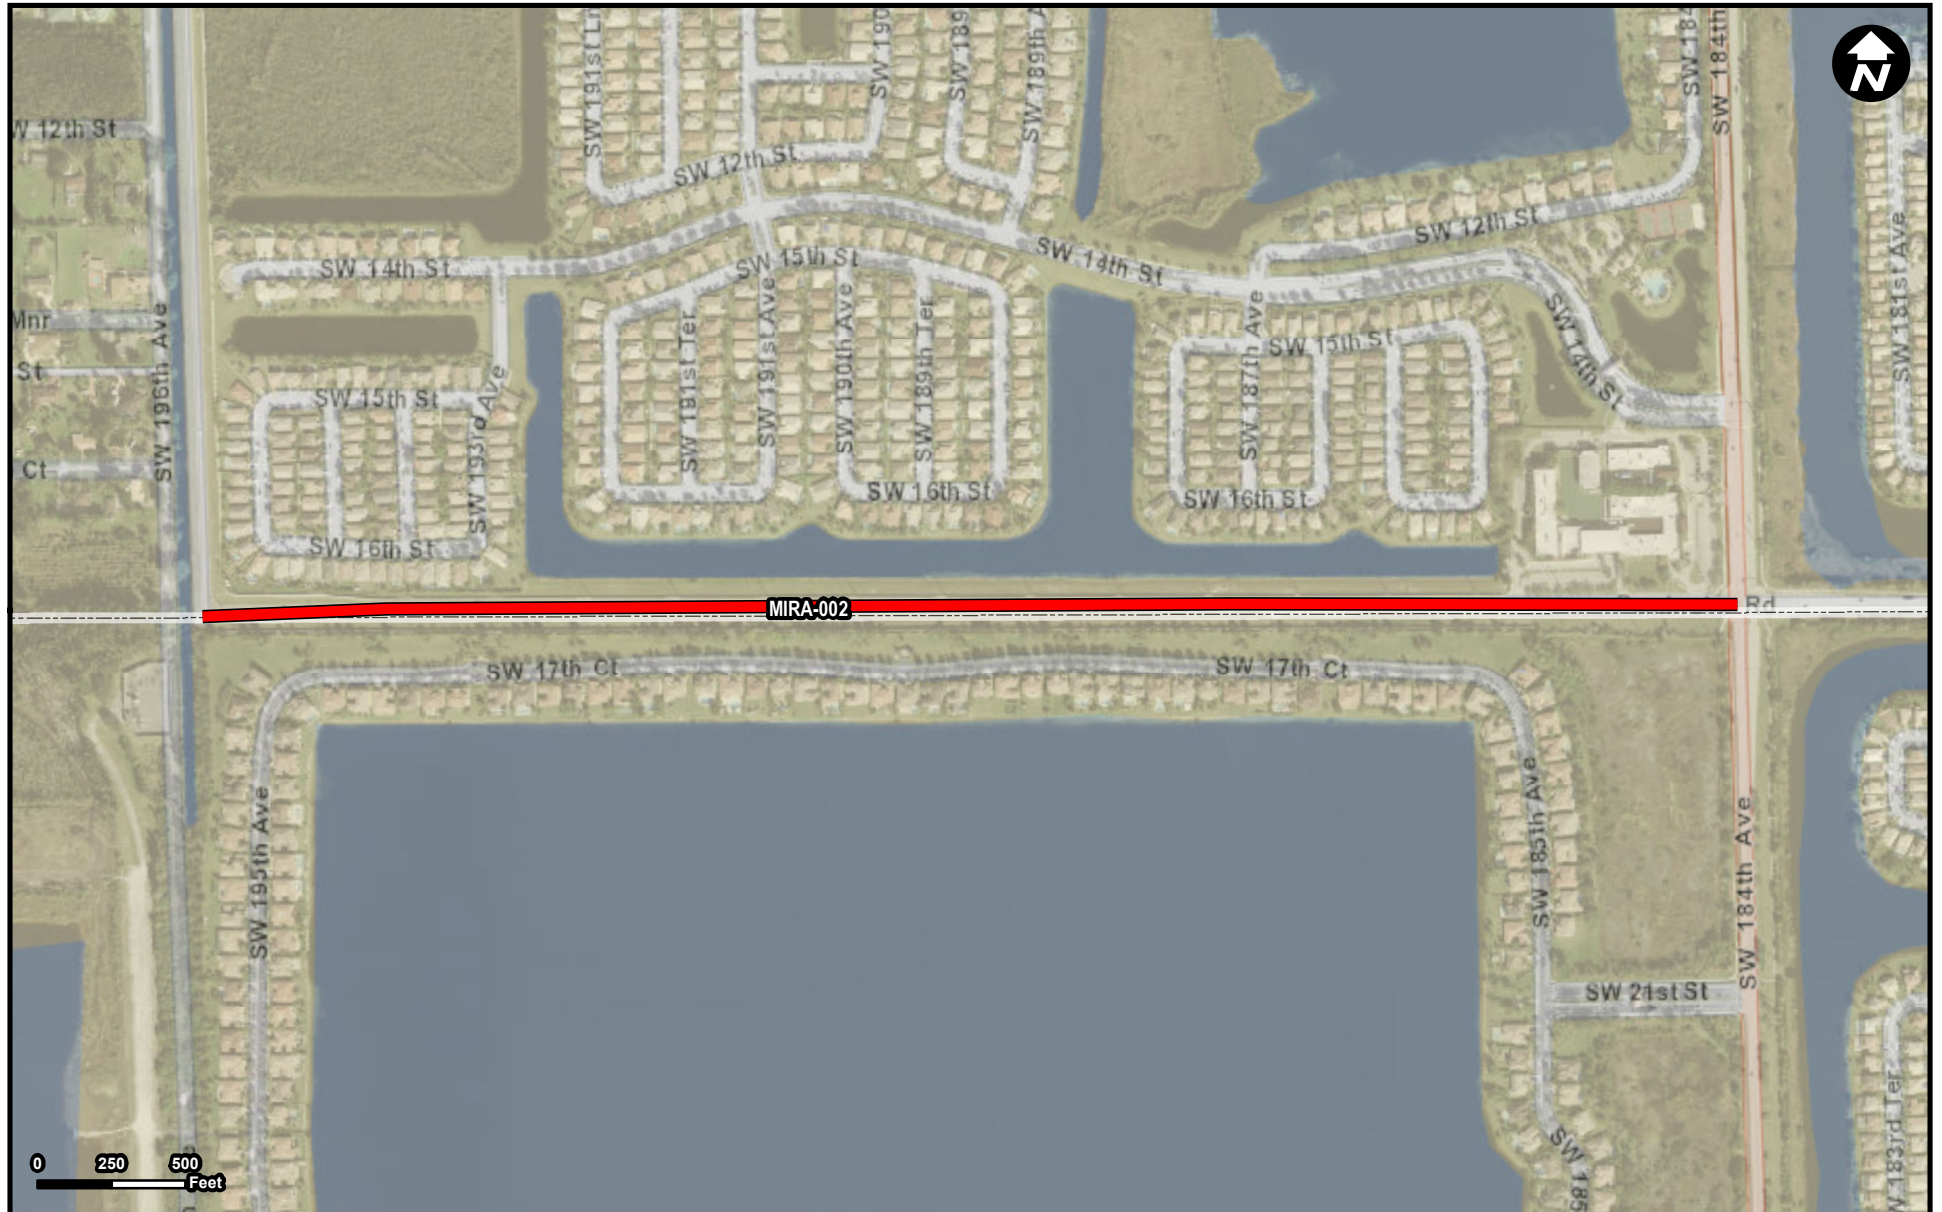 SW 191st Ln
SW 190
SW 189
SW 189th A
SW 184
SW 184th
N
W 12th St
SW 12th St
SW 12th St
SW 181st Ave
SW 14th St
SW 15th St
SW 14th St
Mnr
SW 196th Ave
SW 191st Ter
SW 191st Ave
SW 190th Ave
SW 189th Ter
SW 187th Ave
SW 15th St
SW 14th St
St
SW 15th St
SW 193rd Ave
Ct
SW 16th St
SW 16th St
SW 16th St
MIRA-002
Rd
SW 17th Ct
SW 17th Ct
SW 195th Ave
SW 185th Ave
SW 184th Ave
SW 21st St
SW 185
W 183rd Ter
0 250 500
Feet